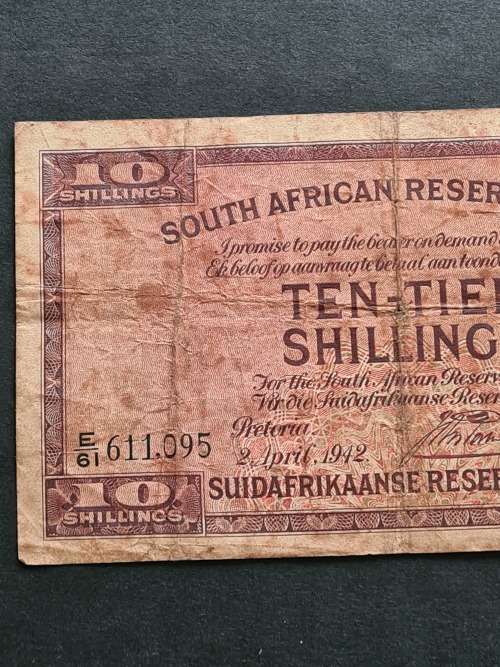 10
SHILLINGS
SOUTH AFRICAN RESER
I promise to pay the bearer on demand
Ek beloof op aanvraag te betaal aan toond
TEN-TIE
SHILLING
For the South African Reserv
Vir die Suidafrikaanse Reser
Pretoria
2. April, 1942
E/61 611,095
10
SHILLINGS
SUIDAFRIKAANSE RESER